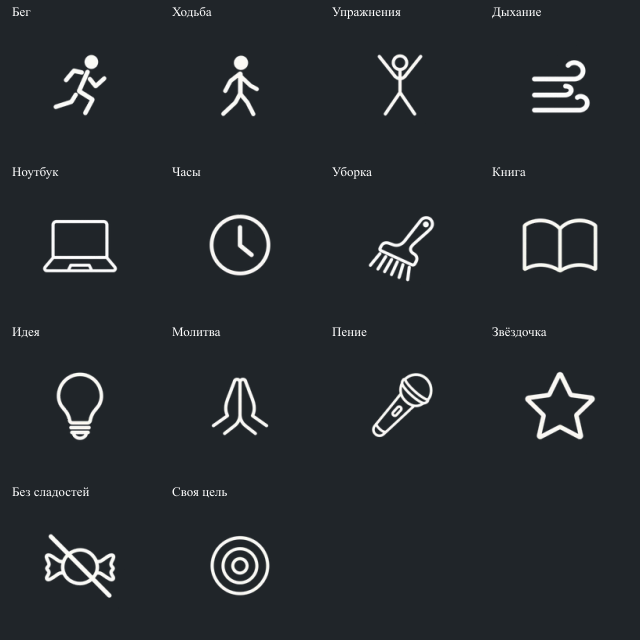 Бег
Ходьба
Упражнения
Дыхание
Ноутбук
Часы
Уборка
Книга
Идея
Молитва
Пение
Звёздочка
Без сладостей
Своя цель